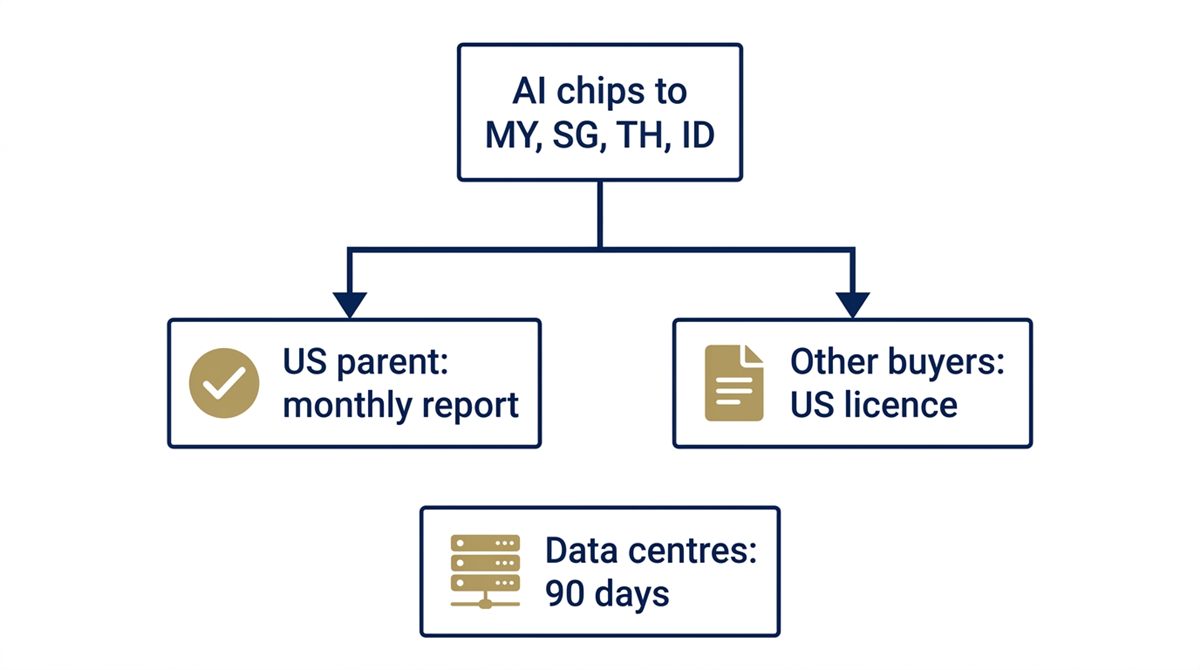 AI chips to
MY, SG, TH, ID
US parent:
monthly report
Other buyers:
US licence
Data centres:
90 days